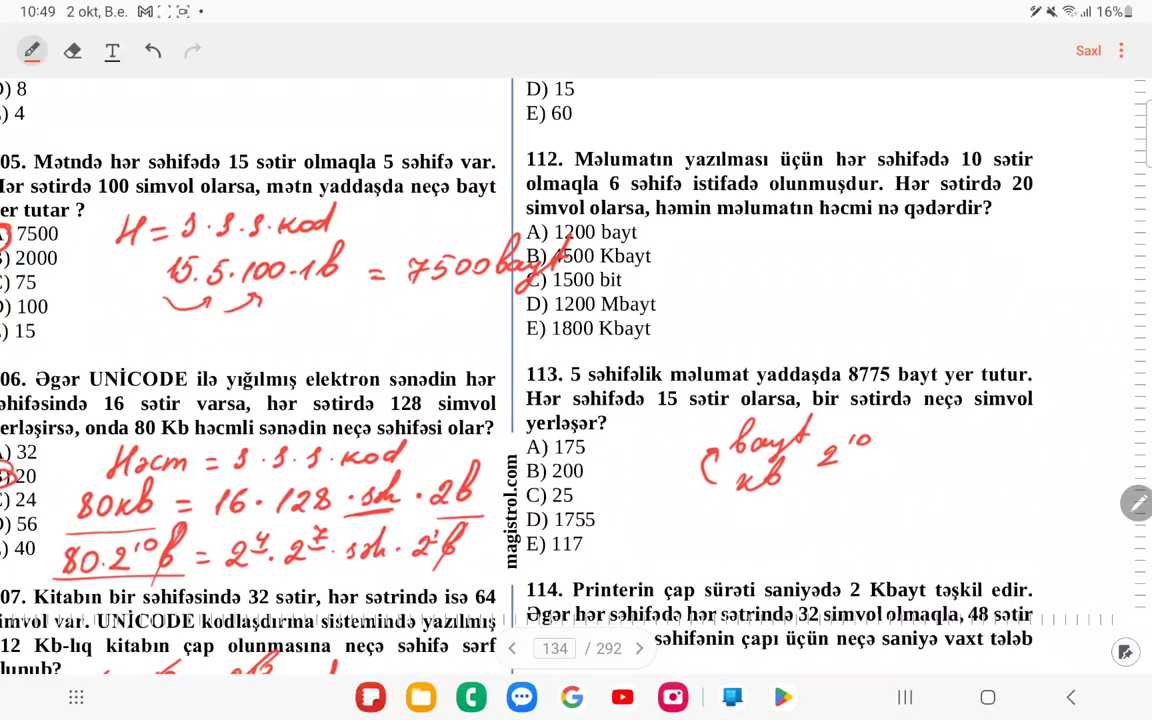 10:49 2 okt, B.e.
16%
Saxl
D) 8
) 4
05. Mətndə hər səhifədə 15 sətir olmaqla 5 səhifə var.
Hər sətirdə 100 simvol olarsa, mətn yaddaşda neçə bayt
er tutar ?
7500
) 2000
) 75
D) 100
) 15
H = s.s.s.kod
15.5.100.1b = 7500bayt
06. Əgər UNİCODE ilə yığılmış elektron sənədin hər
əhifəsində 16 sətir varsa, hər sətirdə 128 simvol
erləşirsə, onda 80 Kb həcmli sənədin neçə səhifəsi olar?
) 32
20
) 24
D) 56
) 40
Həcm = s.s.s.kod
80kb = 16.128.səh.2b
80.2¹⁰b = 2⁴.2⁷.səh.2¹b
07. Kitabın bir səhifəsində 32 sətir, hər sətrində isə 64
imvol var. UNİCODE kodlaşdırma sistemində yazılmış
12 Kb-lıq kitabın çap olunmasına neçə səhifə sərf
lunub?
magistrol.com
D) 15
E) 60
112. Məlumatın yazılması üçün hər səhifədə 10 sətir
olmaqla 6 səhifə istifadə olunmuşdur. Hər sətirdə 20
simvol olarsa, həmin məlumatın həcmi nə qədərdir?
A) 1200 bayt
B) 4500 Kbayt
C) 1500 bit
D) 1200 Mbayt
E) 1800 Kbayt
113. 5 səhifəlik məlumat yaddaşda 8775 bayt yer tutur.
Hər səhifədə 15 sətir olarsa, bir sətirdə neçə simvol
yerləşər?
A) 175
B) 200
C) 25
D) 1755
E) 117
bayt 2¹⁰
kb
114. Printerin çap sürəti saniyədə 2 Kbayt təşkil edir.
Əgər hər səhifədə hər sətrində 32 simvol olmaqla, 48 sətir
səhifənin çapı üçün neçə saniyə vaxt tələb
134 / 292